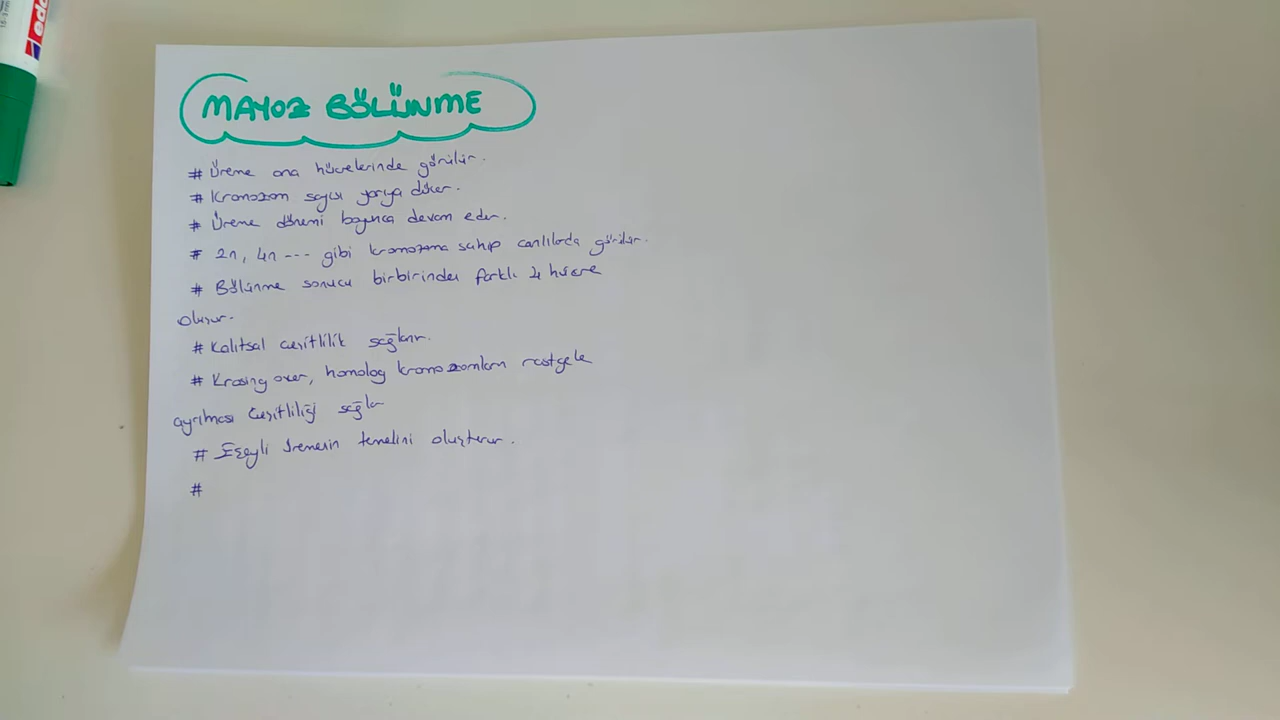 MAYOZ BÖLÜNME
# Üreme ana hücrelerinde görülür.
# Kromozom sayısı yarıya düşer.
# Üreme dönemi boyunca devam eder.
# 2n, 4n --- gibi kromozoma sahip canlılarda görülür.
# Bölünme sonucu birbirinden farklı 4 hücre
oluşur.
# Kalıtsal çeşitlilik sağlanır.
# Krosing over, homolog kromozomların rastgele
ayrılması çeşitliliği sağlar
# Eşeyli üremenin temelini oluşturur.
#
edd